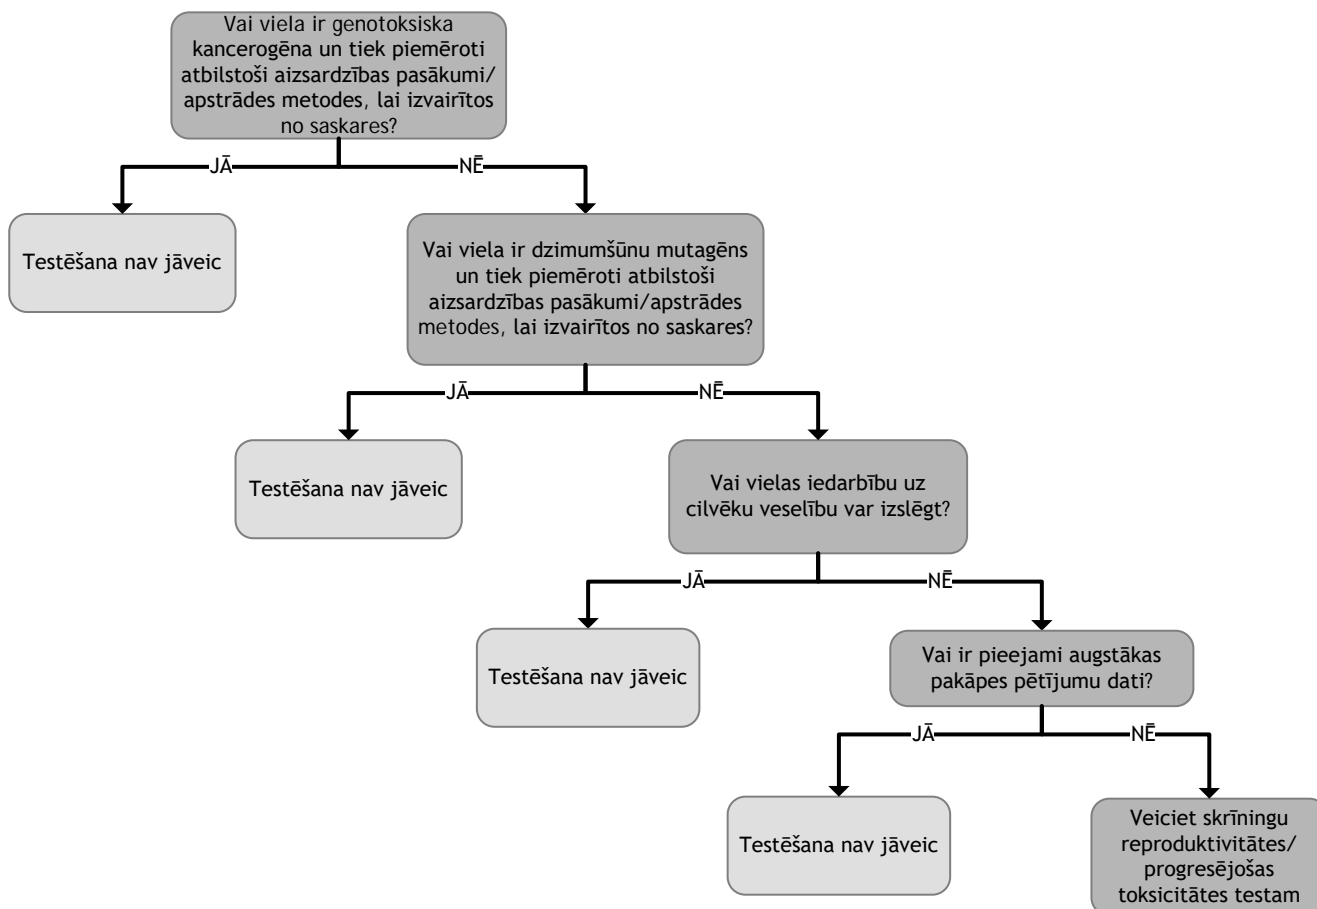 Vai viela ir genotoksiska
kancerogēna un tiek piemēroti
atbilstoši aizsardzības pasākumi/
apstrādes metodes, lai izvairītos
no saskares?
JĀ
NĒ
Testēšana nav jāveic
Vai viela ir dzimumšūnu mutagēns
un tiek piemēroti atbilstoši
aizsardzības pasākumi/apstrādes
metodes, lai izvairītos no saskares?
JĀ
NĒ
Testēšana nav jāveic
Vai vielas iedarbību uz
cilvēku veselību var izslēgt?
JĀ
NĒ
Testēšana nav jāveic
Vai ir pieejami augstākas
pakāpes pētījumu dati?
JĀ
NĒ
Testēšana nav jāveic
Veiciet skrīningu
reproduktivitātes/
progresējošas
toksicitātes testam